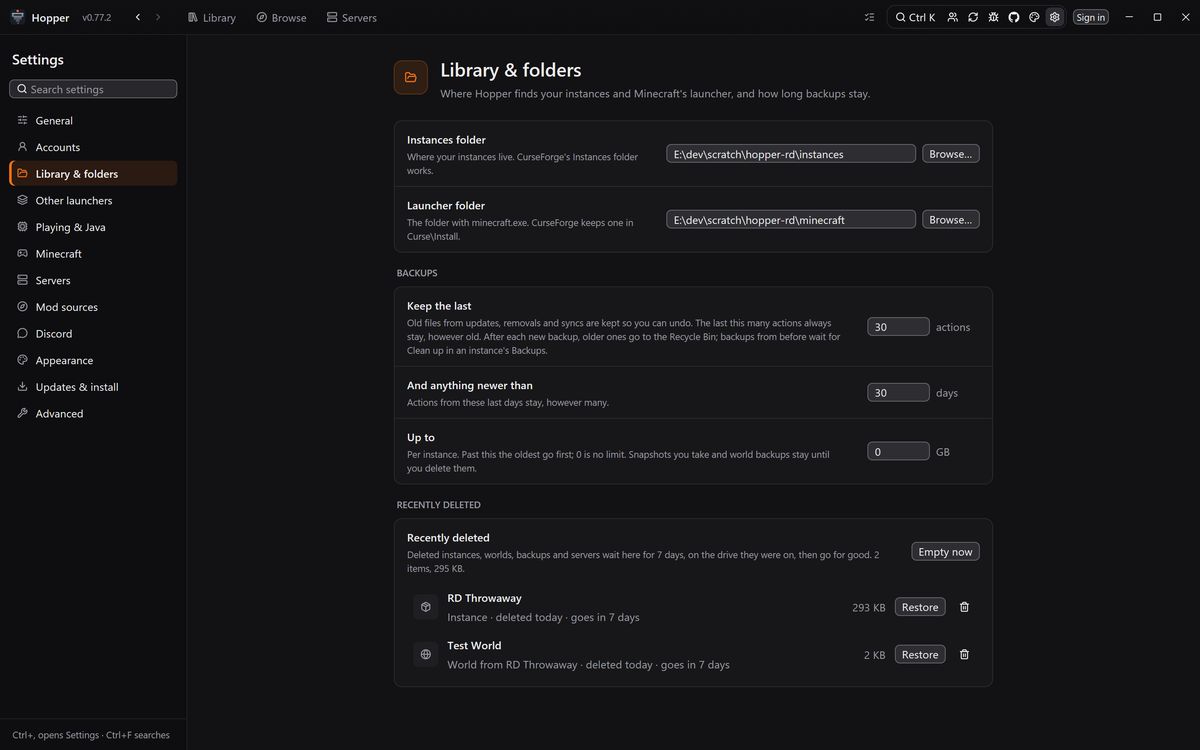 Hopper v0.77.2 Library Browse Servers Ctrl K Sign in
Settings
Search settings
General
Accounts
Library & folders
Other launchers
Playing & Java
Minecraft
Servers
Mod sources
Discord
Appearance
Updates & install
Advanced
Ctrl+, opens Settings · Ctrl+F searches
Library & folders
Where Hopper finds your instances and Minecraft's launcher, and how long backups stay.
Instances folder
Where your instances live. CurseForge's Instances folder
works.
E:\dev\scratch\hopper-rd\instances Browse...
Launcher folder
The folder with minecraft.exe. CurseForge keeps one in
Curse\Install.
E:\dev\scratch\hopper-rd\minecraft Browse...
BACKUPS
Keep the last
Old files from updates, removals and syncs are kept so you can undo. The last this many actions always
stay, however old. After each new backup, older ones go to the Recycle Bin; backups from before wait for
Clean up in an instance's Backups.
30 actions
And anything newer than
Actions from these last days stay, however many.
30 days
Up to
Per instance. Past this the oldest go first; 0 is no limit. Snapshots you take and world backups stay until
you delete them.
0 GB
RECENTLY DELETED
Recently deleted
Deleted instances, worlds, backups and servers wait here for 7 days, on the drive they were on, then go for good. 2
items, 295 KB.
Empty now
RD Throwaway
Instance · deleted today · goes in 7 days
293 KB Restore
Test World
World from RD Throwaway · deleted today · goes in 7 days
2 KB Restore